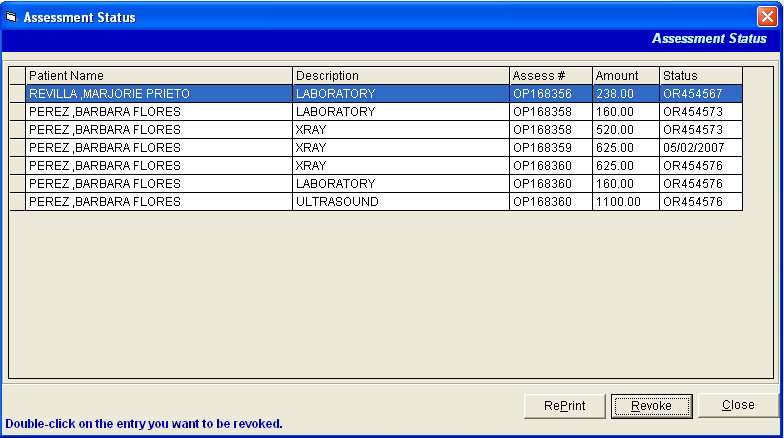 Assessment Status
Assessment Status
Patient Name Description Assess # Amount Status
REVILLA ,MARJORIE PRIETO LABORATORY OP168356 238.00 OR454567
PEREZ ,BARBARA FLORES LABORATORY OP168358 160.00 OR454573
PEREZ ,BARBARA FLORES XRAY OP168358 520.00 OR454573
PEREZ ,BARBARA FLORES XRAY OP168359 625.00 05/02/2007
PEREZ ,BARBARA FLORES XRAY OP168360 625.00 OR454576
PEREZ ,BARBARA FLORES LABORATORY OP168360 160.00 OR454576
PEREZ ,BARBARA FLORES ULTRASOUND OP168360 1100.00 OR454576
RePrint Revoke Close
Double-click on the entry you want to be revoked.